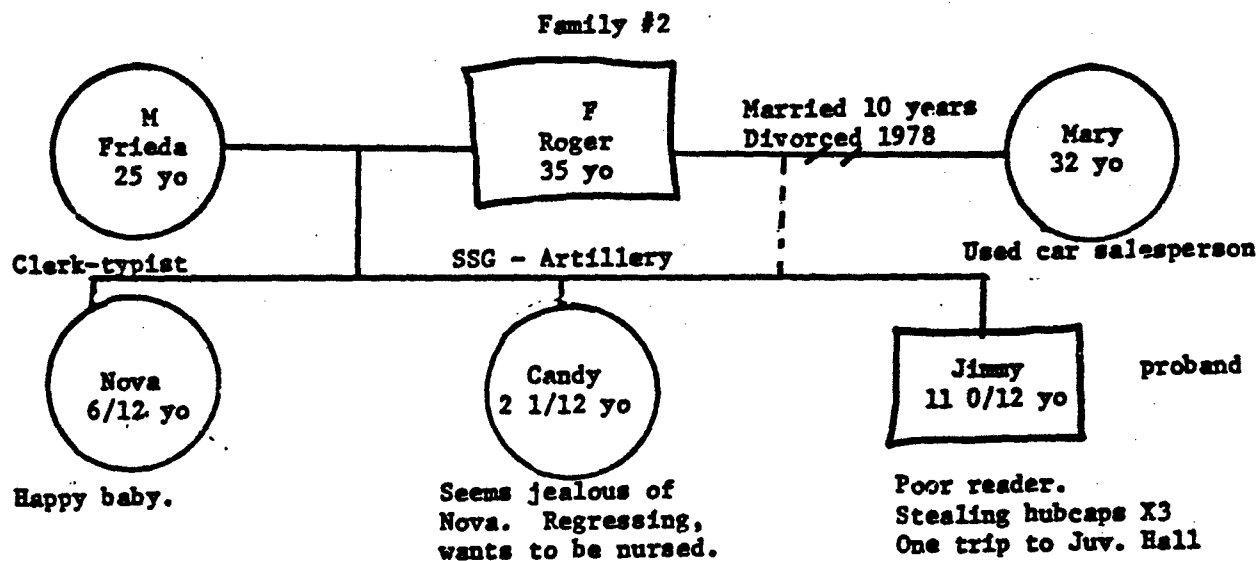 Family #2
M
Frieda
25 yo
F
Roger
35 yo
Married 10 years
Divorced 1978
Mary
32 yo
Clerk-typist
SSG - Artillery
Used car salesperson
Nova
6/12 yo
Candy
2 1/12 yo
Jimmy
11 0/12 yo
proband
Happy baby.
Seems jealous of
Nova. Regressing,
wants to be nursed.
Poor reader.
Stealing hubcaps X3
One trip to Juv. Hall